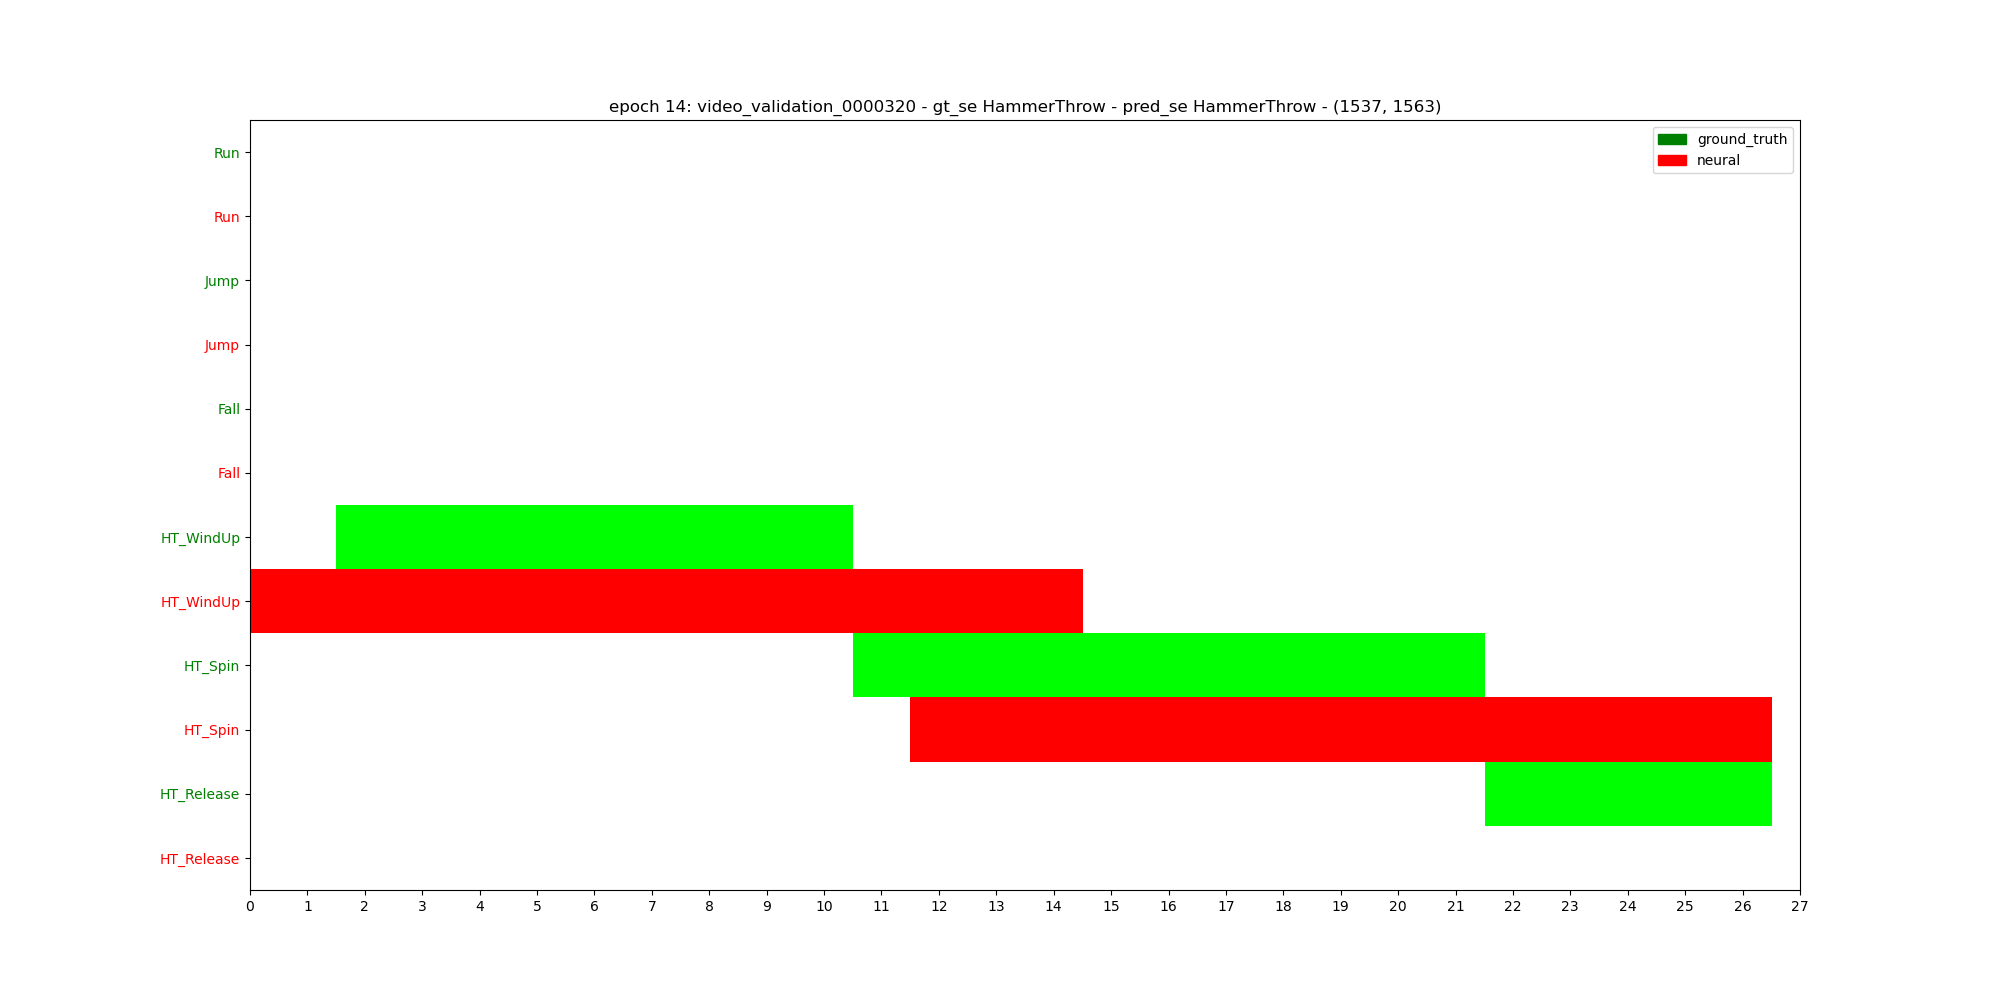 epoch 14: video_validation_0000320 - gt_se HammerThrow - pred_se HammerThrow - (1537, 1563)
ground_truth
neural
Run
Run
Jump
Jump
Fall
Fall
HT_WindUp
HT_WindUp
HT_Spin
HT_Spin
HT_Release
HT_Release
0 1 2 3 4 5 6 7 8 9 10 11 12 13 14 15 16 17 18 19 20 21 22 23 24 25 26 27